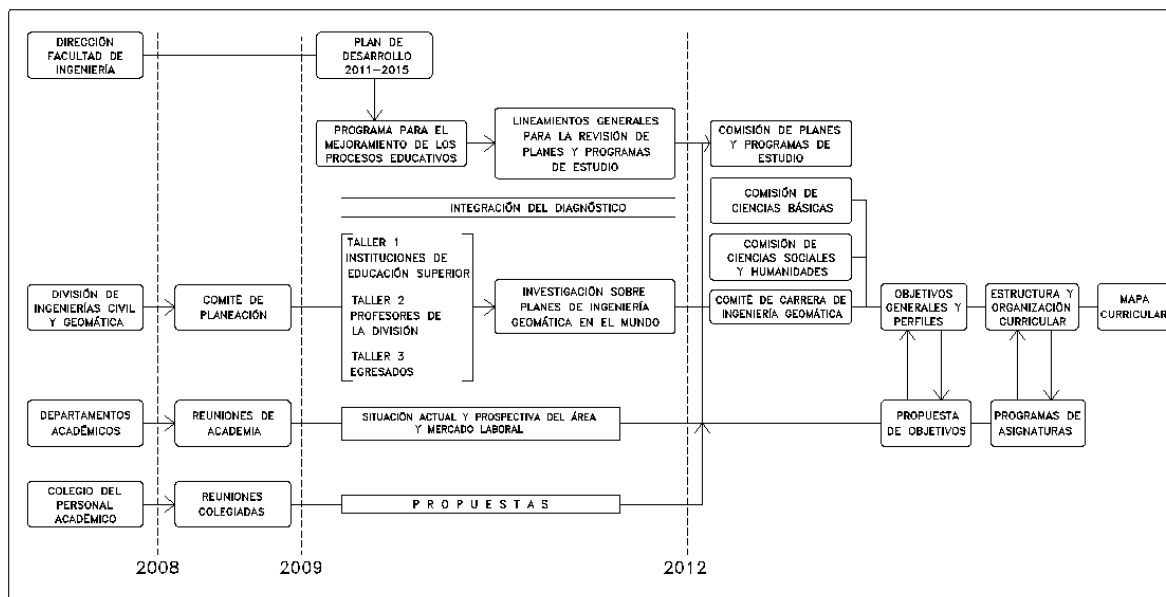 DIRECCIÓN
FACULTAD DE
INGENIERÍA
PLAN DE
DESARROLLO
2011-2015
PROGRAMA PARA EL
MEJORAMIENTO DE LOS
PROCESOS EDUCATIVOS
LINEAMIENTOS GENERALES
PARA LA REVISIÓN DE
PLANES Y PROGRAMAS
DE ESTUDIO
COMISIÓN DE PLANES
Y PROGRAMAS DE
ESTUDIO
COMISIÓN DE
CIENCIAS BÁSICAS
INTEGRACIÓN DEL DIAGNÓSTICO
COMISIÓN DE
CIENCIAS SOCIALES
Y HUMANIDADES
DIVISIÓN DE
INGENIERÍAS CIVIL
Y GEOMÁTICA
COMITÉ DE
PLANEACIÓN
TALLER 1
INSTITUCIONES DE
EDUCACIÓN SUPERIOR
TALLER 2
PROFESORES DE
LA DIVISIÓN
TALLER 3
EGRESADOS
INVESTIGACIÓN SOBRE
PLANES DE INGENIERÍA
GEOMÁTICA EN EL MUNDO
COMITÉ DE CARRERA DE
INGENIERÍA GEOMÁTICA
OBJETIVOS
GENERALES Y
PERFILES
ESTRUCTURA Y
ORGANIZACIÓN
CURRICULAR
MAPA
CURRICULAR
DEPARTAMENTOS
ACADÉMICOS
REUNIONES DE
ACADEMIA
SITUACIÓN ACTUAL Y PROSPECTIVA DEL ÁREA
Y MERCADO LABORAL
PROPUESTA
DE OBJETIVOS
PROGRAMAS DE
ASIGNATURAS
COLEGIO DEL
PERSONAL
ACADÉMICO
REUNIONES
COLEGIADAS
PROPUESTAS
2008
2009
2012